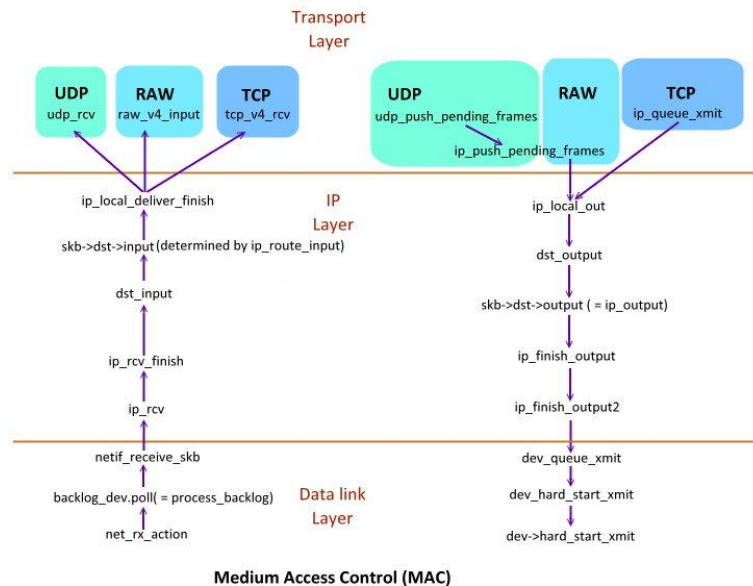 Transport
Layer
UDP
udp_rcv
RAW
raw_v4_input
TCP
tcp_v4_rcv
UDP
udp_push_pending_frames
RAW
ip_push_pending_frames
TCP
ip_queue_xmit
IP
Layer
ip_local_deliver_finish
skb->dst->input (determined by ip_route_input)
dst_input
ip_rcv_finish
ip_rcv
ip_local_out
dst_output
skb->dst->output ( = ip_output)
ip_finish_output
ip_finish_output2
Data link
Layer
netif_receive_skb
backlog_dev.poll( = process_backlog)
net_rx_action
dev_queue_xmit
dev_hard_start_xmit
dev->hard_start_xmit
Medium Access Control (MAC)